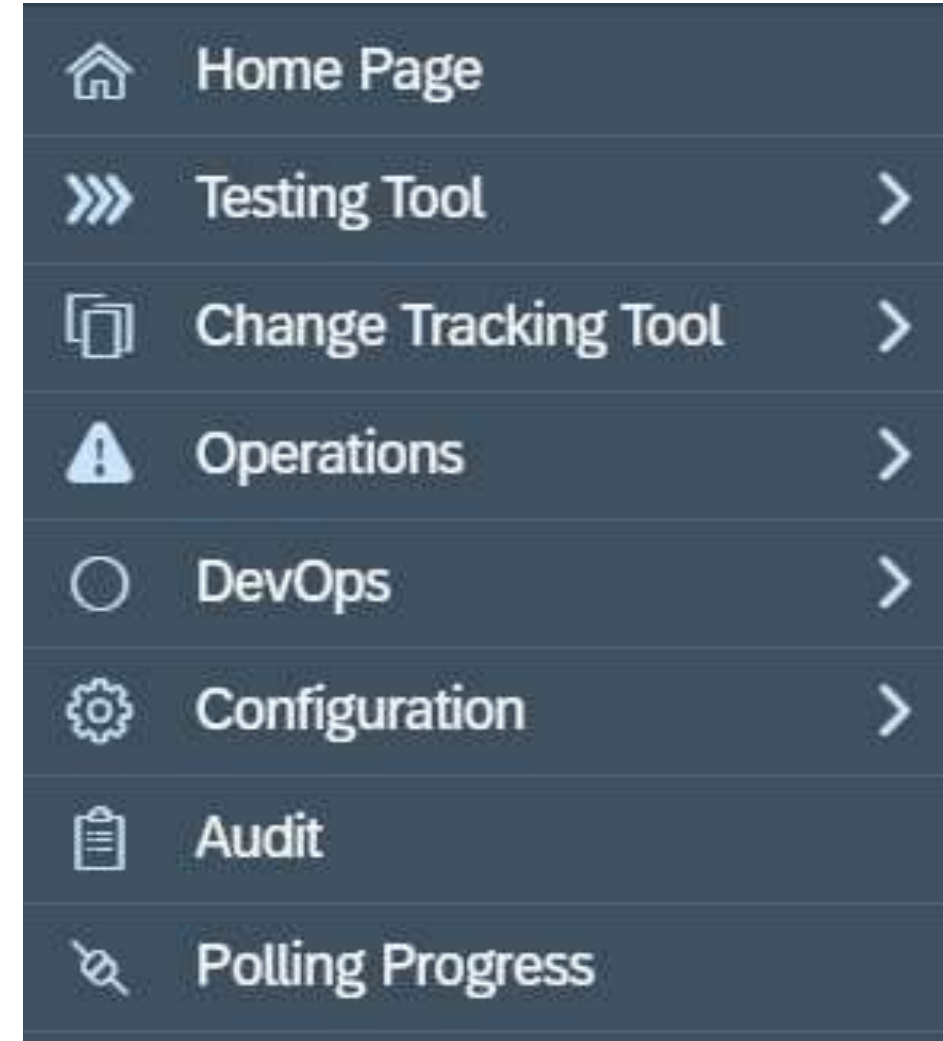 Home Page
Testing Tool
Change Tracking Tool
Operations
DevOps
Configuration
Audit
Polling Progress